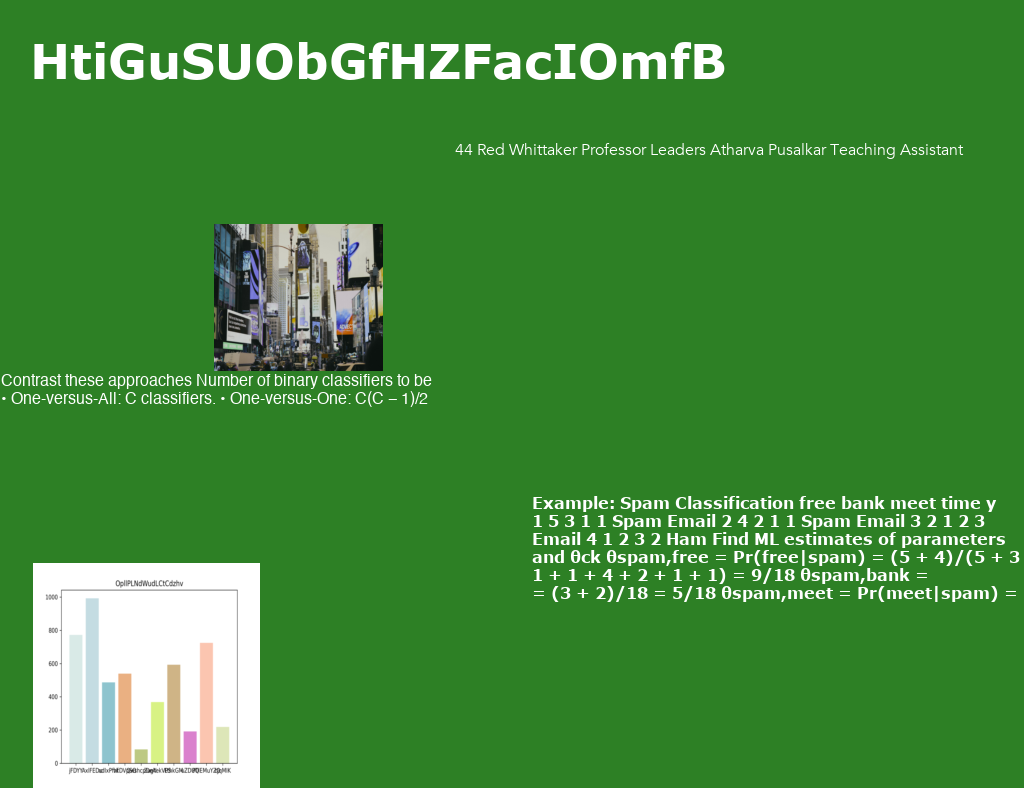 HtiGuSUObGfHZFacIOmfB
44 Red Whittaker Professor Leaders Atharva Pusalkar Teaching Assistant
Contrast these approaches Number of binary classifiers to be
• One-versus-All: C classifiers. • One-versus-One: C(C – 1)/2
Example: Spam Classification free bank meet time y
1 5 3 1 1 Spam Email 2 4 2 1 1 Spam Email 3 2 1 2 3
Email 4 1 2 3 2 Ham Find ML estimates of parameters
and θck θspam,free = Pr(free|spam) = (5 + 4)/(5 + 3
1 + 1 + 4 + 2 + 1 + 1) = 9/18 θspam,bank =
= (3 + 2)/18 = 5/18 θspam,meet = Pr(meet|spam) =
1000
800
600
400
200
0